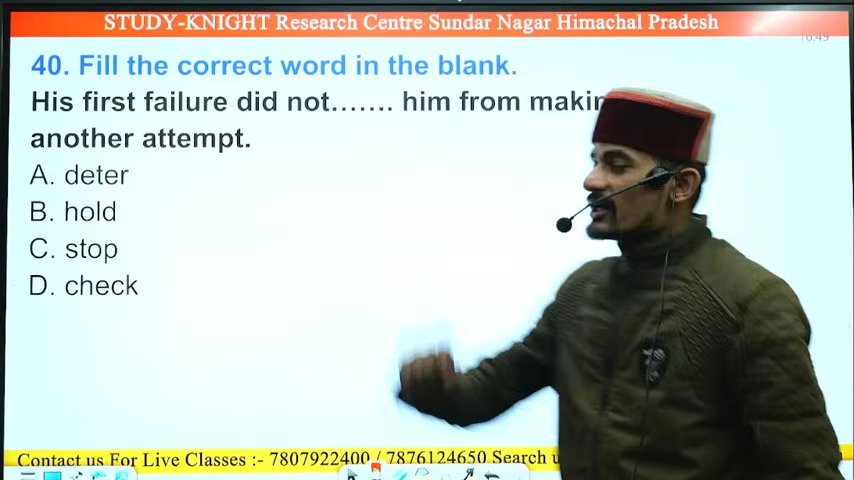 STUDY-KNIGHT Research Centre Sundar Nagar Himachal Pradesh
16:49
40. Fill the correct word in the blank.
His first failure did not....... him from makin
another attempt.
A. deter
B. hold
C. stop
D. check
Contact us For Live Classes :- 7807922400 / 7876124650 Search u